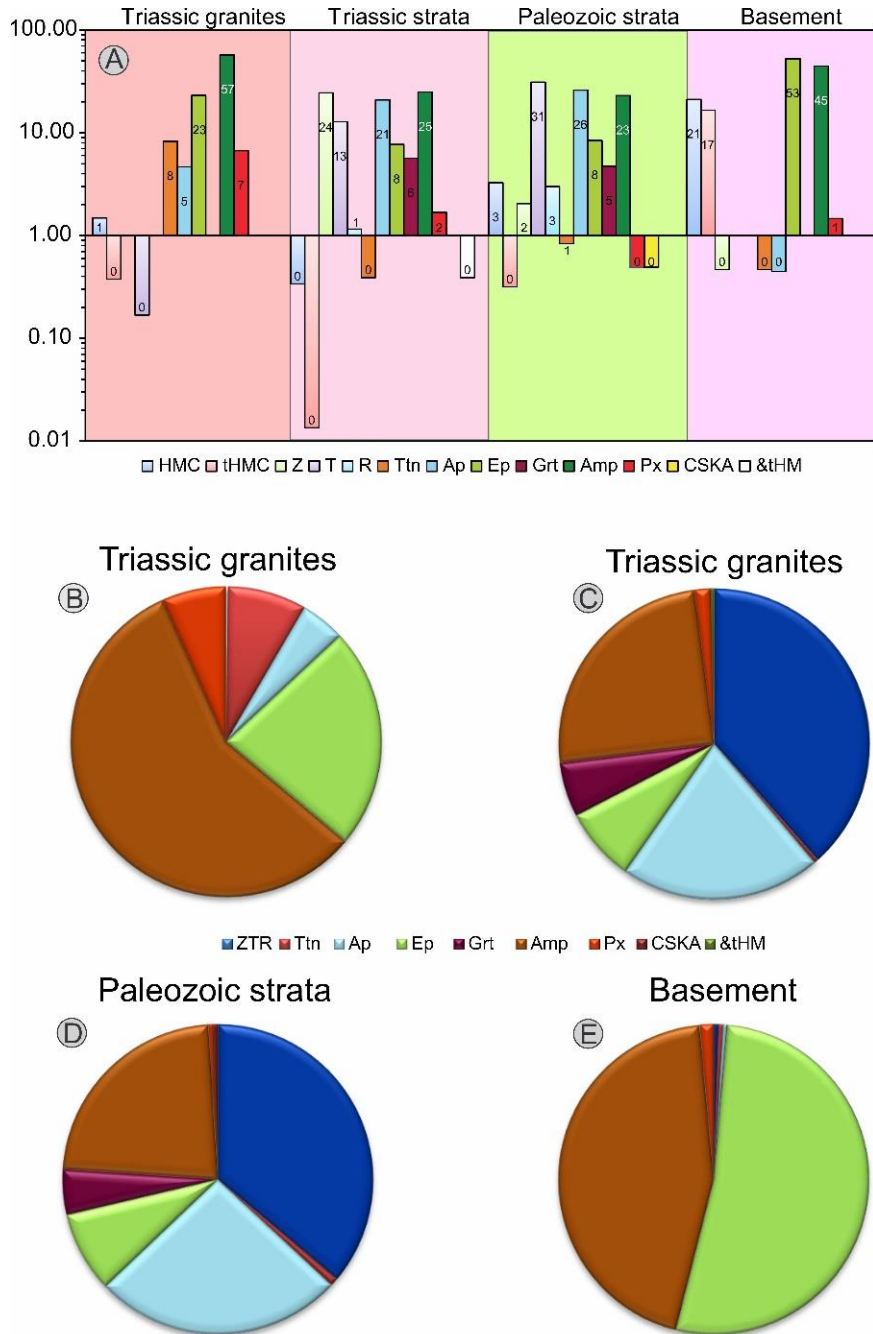 Triassic granites Triassic strata Paleozoic strata Basement
100.00
10.00
1.00
0.10
0.01
A
1 0 0 8 5 23 57 7
0 0 24 13 1 0 21 8 6 25 2 0
3 0 2 31 3 1 26 8 5 23 0 0
21 17 0 0 0 53 45 1
HMC tHMC Z T R Ttn Ap Ep Grt Amp Px CSKA &tHM
Triassic granites
B
Triassic granites
C
ZTR Ttn Ap Ep Grt Amp Px CSKA &tHM
Paleozoic strata
D
Basement
E